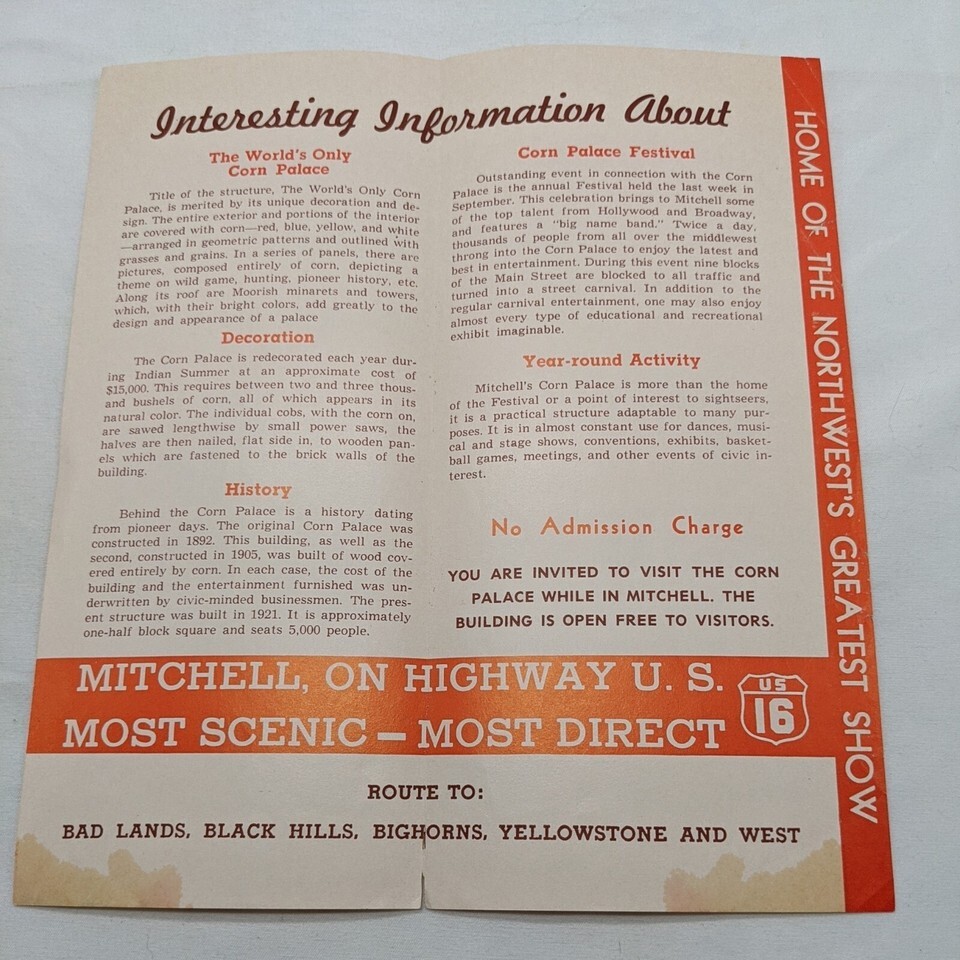 Interesting Information About
The World's Only
Corn Palace
Title of the structure, The World's Only Corn
Palace, is merited by its unique decoration and de-
sign. The entire exterior and portions of the interior
are covered with corn—red, blue, yellow, and white
—arranged in geometric patterns and outlined with
grasses and grains. In a series of panels, there are
pictures, composed entirely of corn, depicting a
theme on wild game, hunting, pioneer history, etc.
Along its roof are Moorish minarets and towers,
which, with their bright colors, add greatly to the
design and appearance of a palace
Decoration
The Corn Palace is redecorated each year dur-
ing Indian Summer at an approximate cost of
$15,000. This requires between two and three thous-
and bushels of corn, all of which appears in its
natural color. The individual cobs, with the corn on,
are sawed lengthwise by small power saws, the
halves are then nailed, flat side in, to wooden pan-
els which are fastened to the brick walls of the
building.
History
Behind the Corn Palace is a history dating
from pioneer days. The original Corn Palace was
constructed in 1892. This building, as well as the
second, constructed in 1905, was built of wood cov-
ered entirely by corn. In each case, the cost of the
building and the entertainment furnished was un-
derwritten by civic-minded businessmen. The pres-
ent structure was built in 1921. It is approximately
one-half block square and seats 5,000 people.
Corn Palace Festival
Outstanding event in connection with the Corn
Palace is the annual Festival held the last week in
September. This celebration brings to Mitchell some
of the top talent from Hollywood and Broadway,
and features a "big name band." Twice a day,
thousands of people from all over the middlewest
throng into the Corn Palace to enjoy the latest and
best in entertainment. During this event nine blocks
of the Main Street are blocked to all traffic and
turned into a street carnival. In addition to the
regular carnival entertainment, one may also enjoy
almost every type of educational and recreational
exhibit imaginable.
Year-round Activity
Mitchell's Corn Palace is more than the home
of the Festival or a point of interest to sightseers,
it is a practical structure adaptable to many pur-
poses. It is in almost constant use for dances, musi-
cal and stage shows, conventions, exhibits, basket-
ball games, meetings, and other events of civic in-
terest.
No Admission Charge
YOU ARE INVITED TO VISIT THE CORN
PALACE WHILE IN MITCHELL. THE
BUILDING IS OPEN FREE TO VISITORS.
HOME OF THE NORTHWEST'S GREATEST SHOW
MITCHELL, ON HIGHWAY U. S.
MOST SCENIC — MOST DIRECT
US
16
ROUTE TO:
BAD LANDS, BLACK HILLS, BIGHORNS, YELLOWSTONE AND WEST